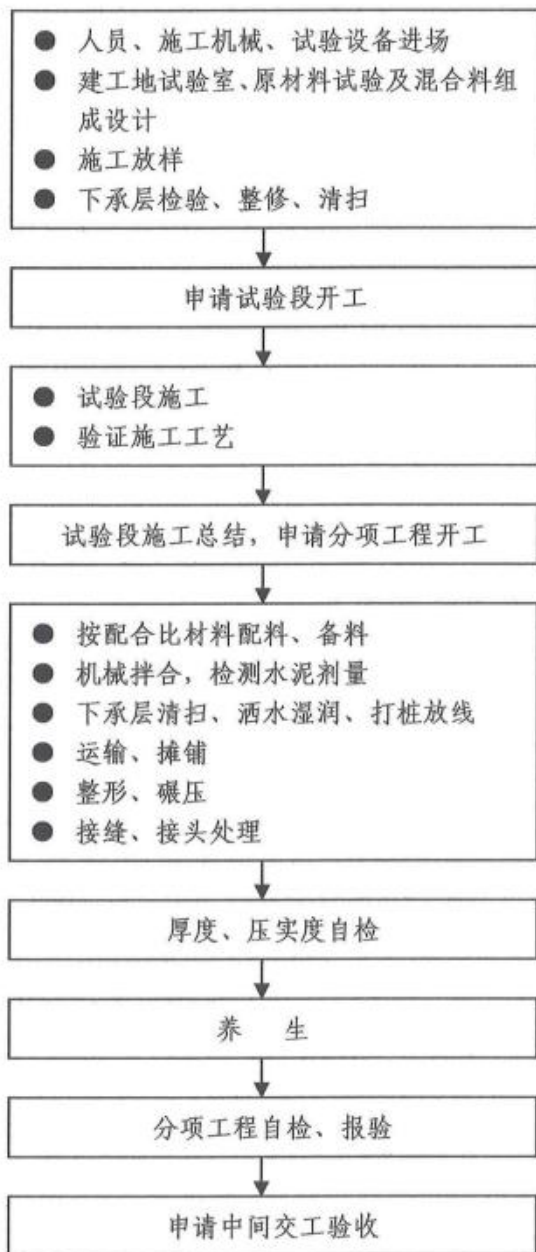 ● 人员、施工机械、试验设备进场
● 建工地试验室、原材料试验及混合料组
成设计
● 施工放样
● 下承层检验、整修、清扫
申请试验段开工
● 试验段施工
● 验证施工工艺
试验段施工总结，申请分项工程开工
● 按配合比材料配料、备料
● 机械拌合，检测水泥剂量
● 下承层清扫、洒水湿润、打桩放线
● 运输、摊铺
● 整形、碾压
● 接缝、接头处理
厚度、压实度自检
养 生
分项工程自检、报验
申请中间交工验收